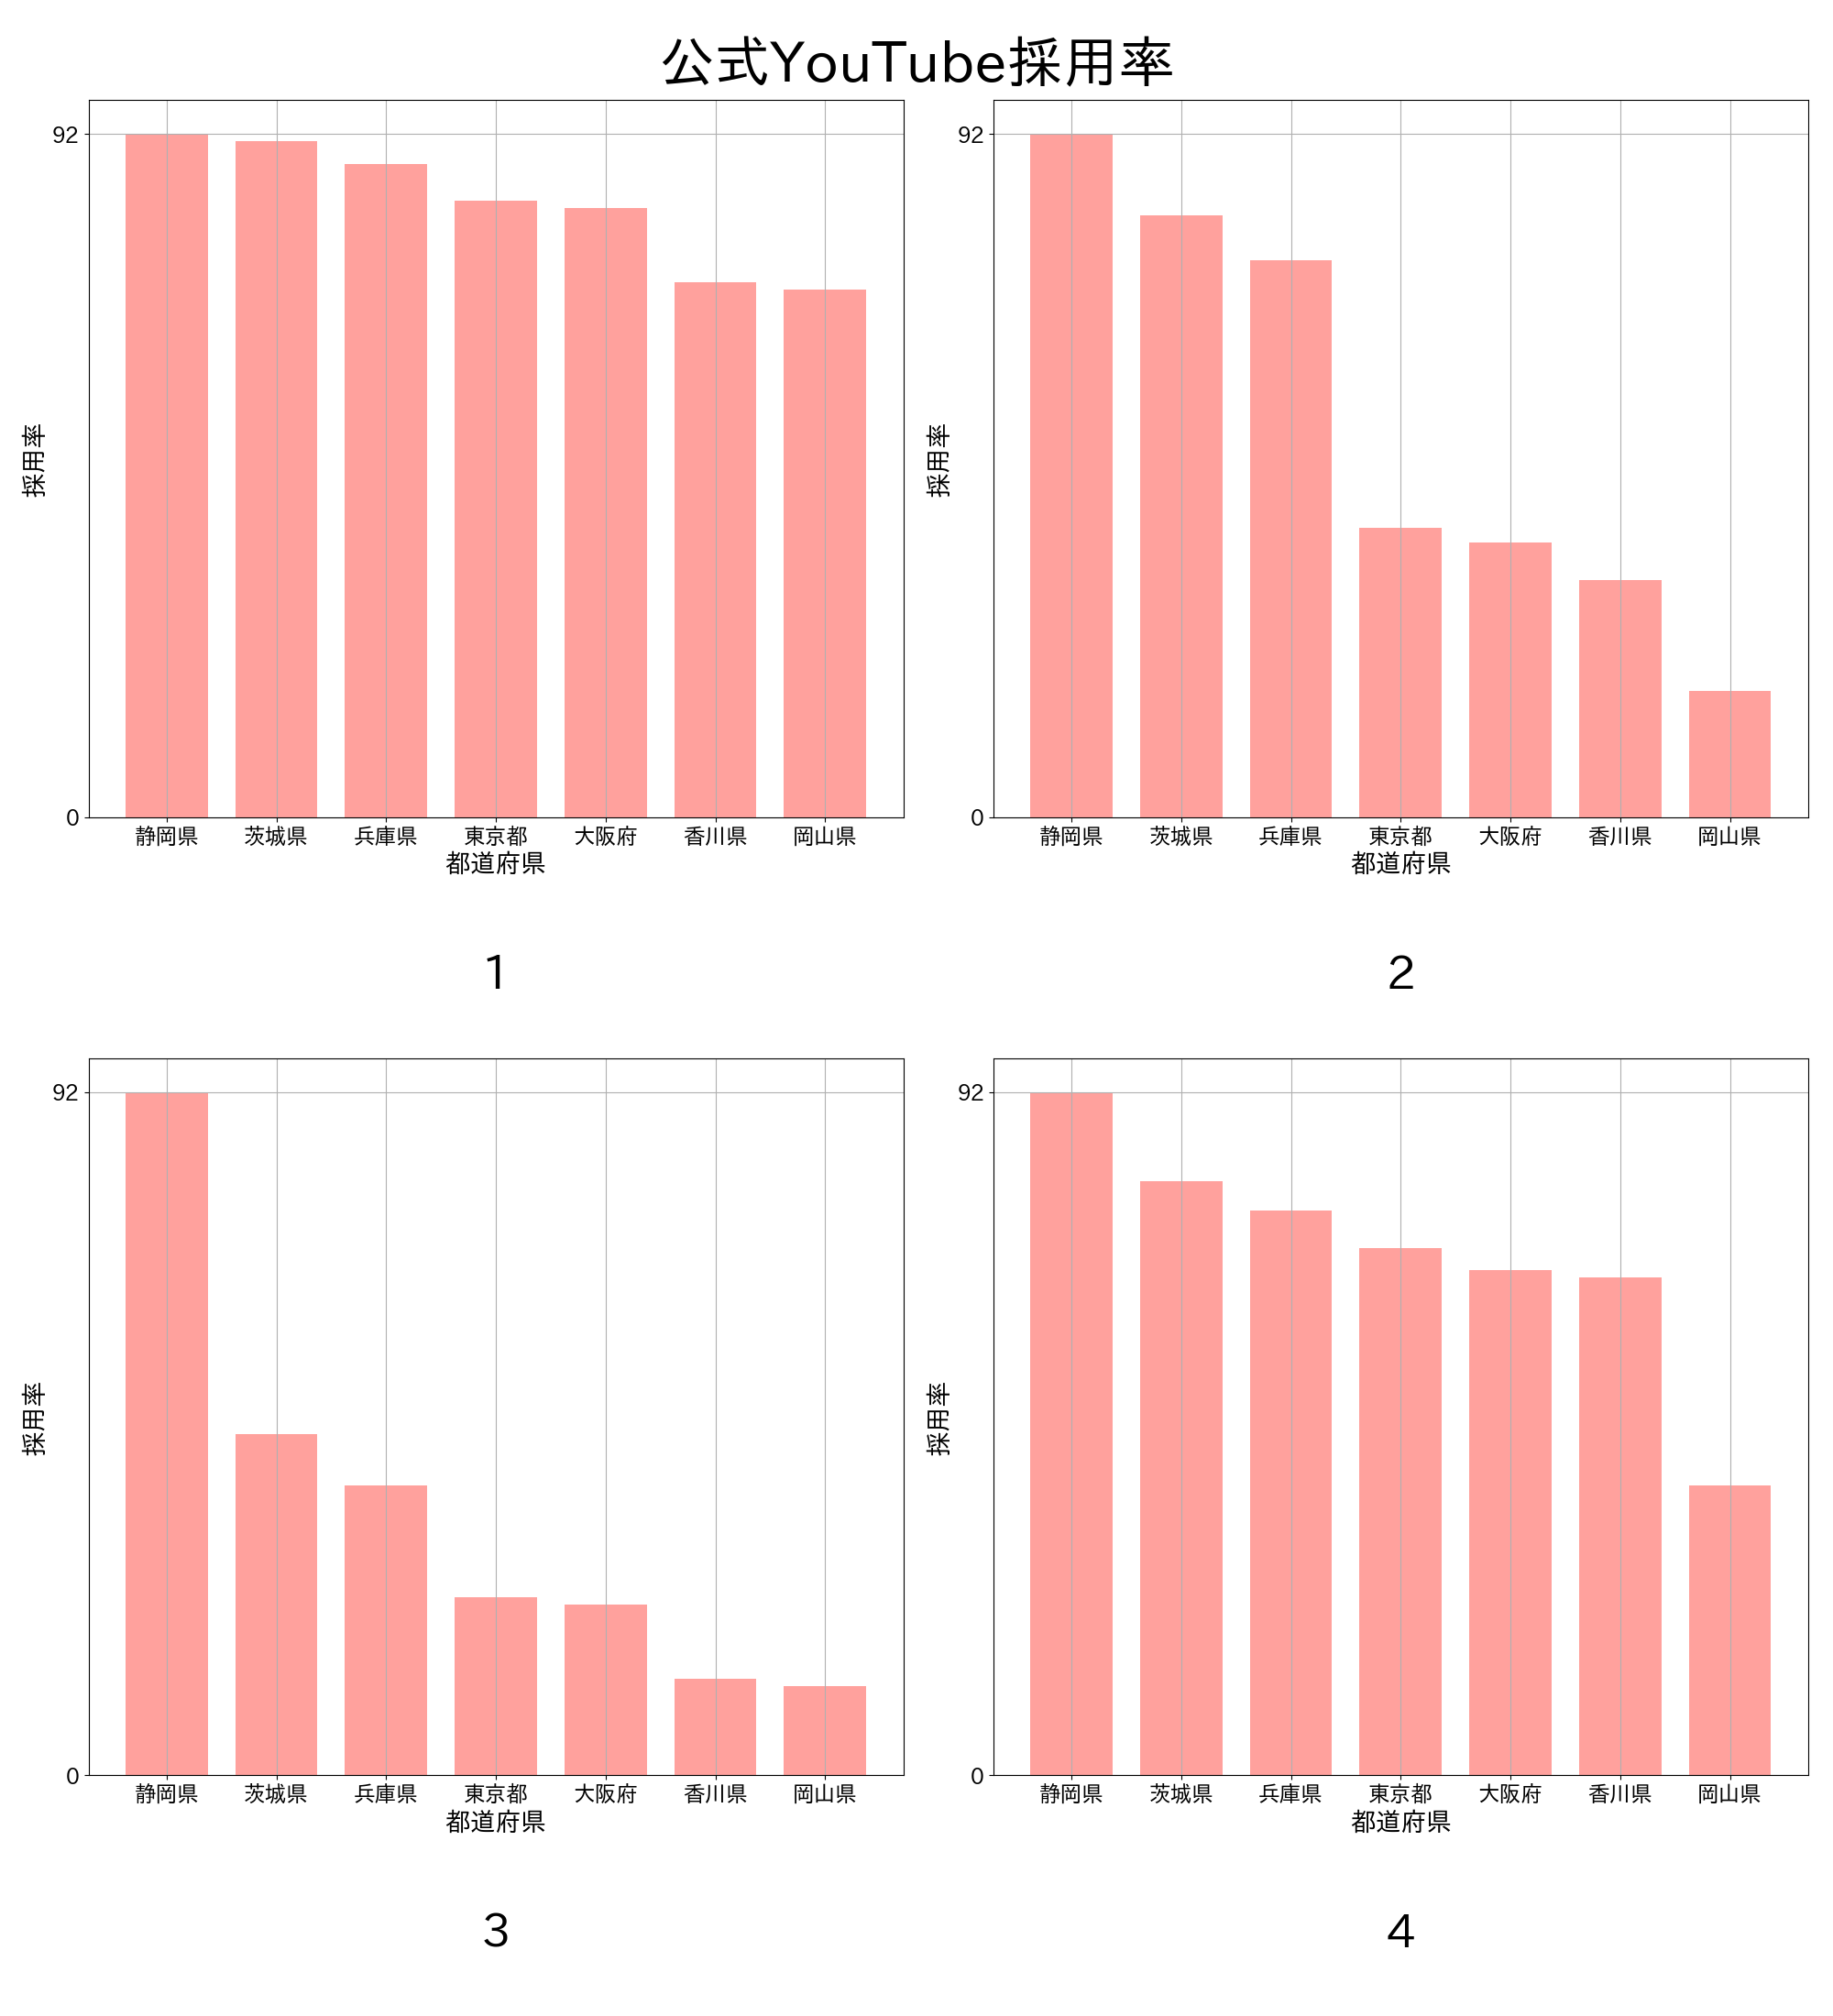 公式YouTube採用率
92
0
採用率
静岡県 茨城県 兵庫県 東京都 大阪府 香川県 岡山県
都道府県
1
92
0
採用率
静岡県 茨城県 兵庫県 東京都 大阪府 香川県 岡山県
都道府県
2
92
0
採用率
静岡県 茨城県 兵庫県 東京都 大阪府 香川県 岡山県
都道府県
3
92
0
採用率
静岡県 茨城県 兵庫県 東京都 大阪府 香川県 岡山県
都道府県
4